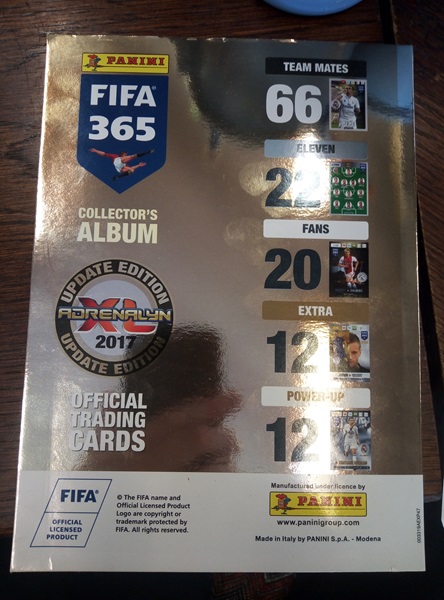 PANINI
FIFA®
365
COLLECTOR'S
ALBUM
UPDATE EDITION
ADRENALYN
XL
2017
UPDATE EDITION
OFFICIAL
TRADING
CARDS
TEAM MATES
66
ELEVEN
22
FANS
20
EXTRA
12
POWER-UP
12
FIFA®
OFFICIAL
LICENSED
PRODUCT
© The FIFA name and
Official Licensed Product
Logo are copyright or
trademark protected by
FIFA. All rights reserved.
Manufactured under licence by
PANINI
www.paninigroup.com
Made in Italy by PANINI S.p.A. - Modena